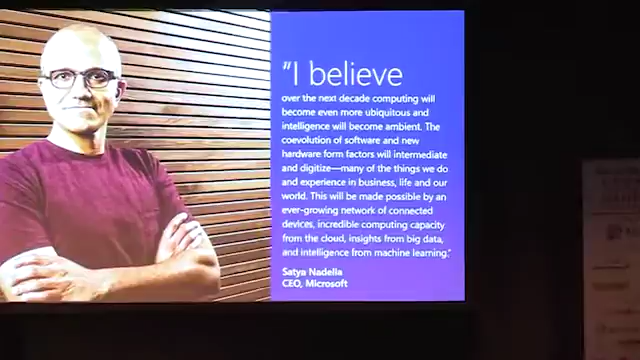 "I believe
over the next decade computing will
become even more ubiquitous and
intelligence will become ambient. The
coevolution of software and new
hardware form factors will intermediate
and digitize—many of the things we do
and experience in business, life and our
world. This will be made possible by an
ever-growing network of connected
devices, incredible computing capacity
from the cloud, insights from big data,
and intelligence from machine learning."
Satya Nadella
CEO, Microsoft